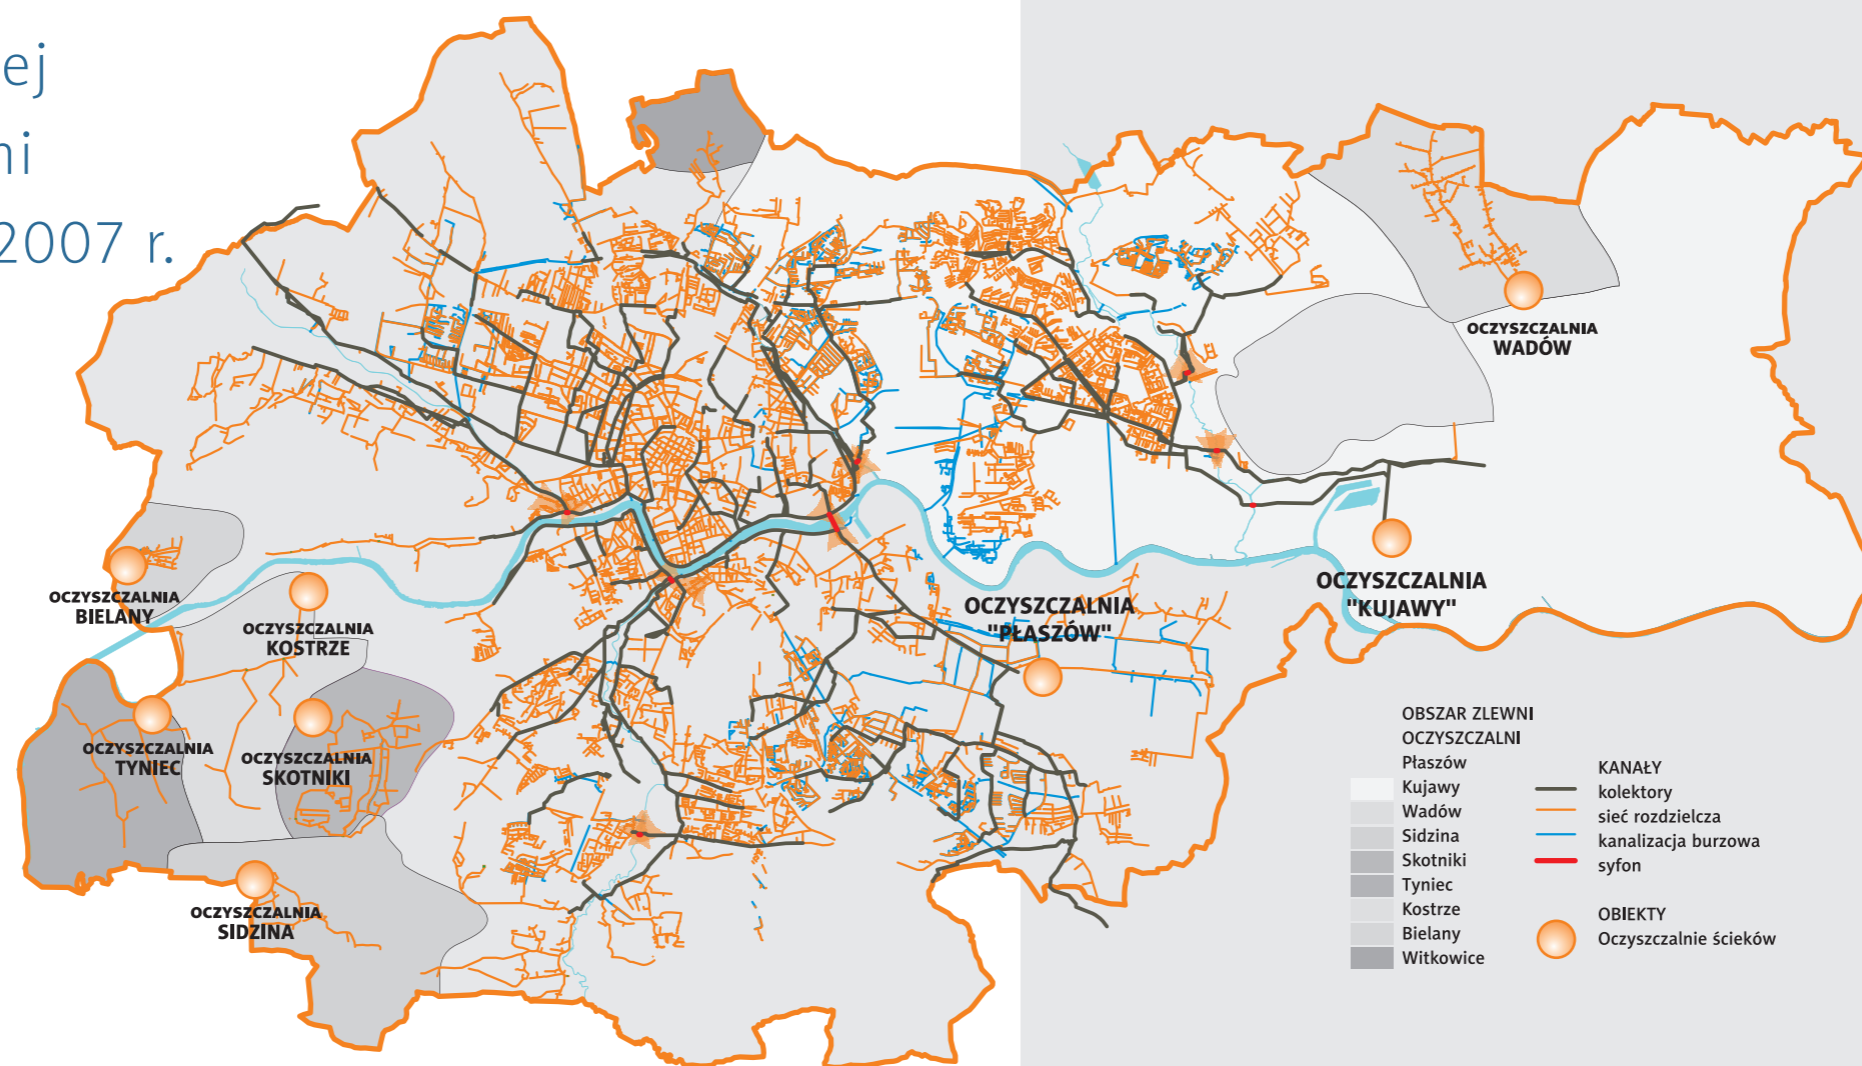 ej
ni
2007 r.
OCZYSZCZALNIA
WADÓW
OCZYSZCZALNIA
"KUJAWY"
OCZYSZCZALNIA
"PŁASZÓW"
OCZYSZCZALNIA
BIELANY
OCZYSZCZALNIA
KOSTRZE
OCZYSZCZALNIA
TYNIEC
OCZYSZCZALNIA
SKOTNIKI
OCZYSZCZALNIA
SIDZINA
OBSZAR ZLEWNI
OCZYSZCZALNI
Płaszów
Kujawy
Wadów
Sidzina
Skotniki
Tyniec
Kostrze
Bielany
Witkowice
KANAŁY
kolektory
sieć rozdzielcza
kanalizacja burzowa
syfon
OBIEKTY
Oczyszczalnie ścieków